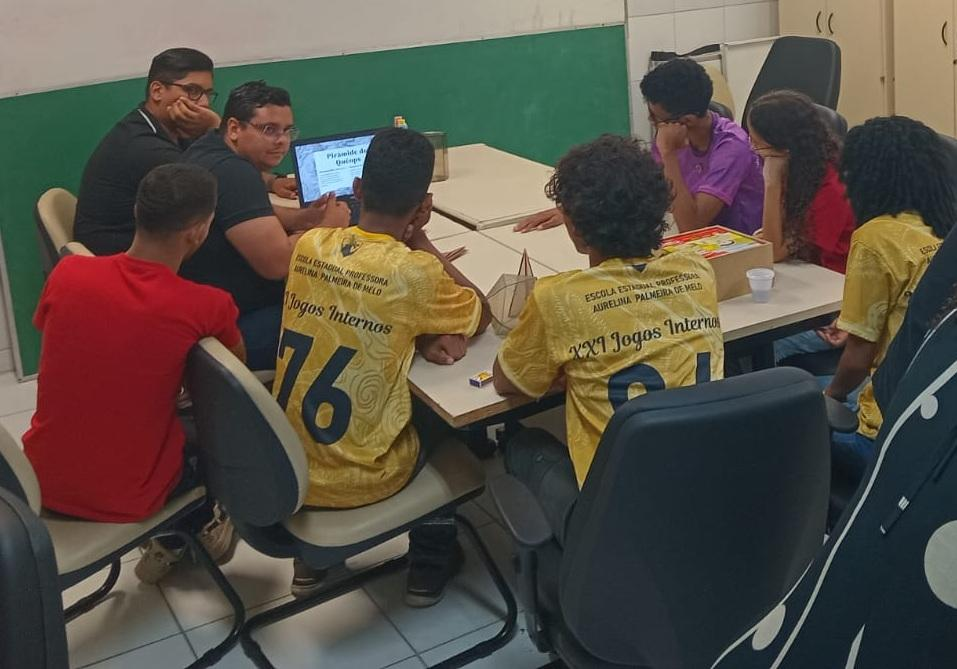 Pirâmide de
Quéops
ESCOLA ESTADUAL PROFESSORA
AURELINA PALMEIRA DE MELO
Jogos Internos
76
ESCOLA ESTADUAL PROFESSORA
AURELINA PALMEIRA DE MELO
XXI Jogos Internos